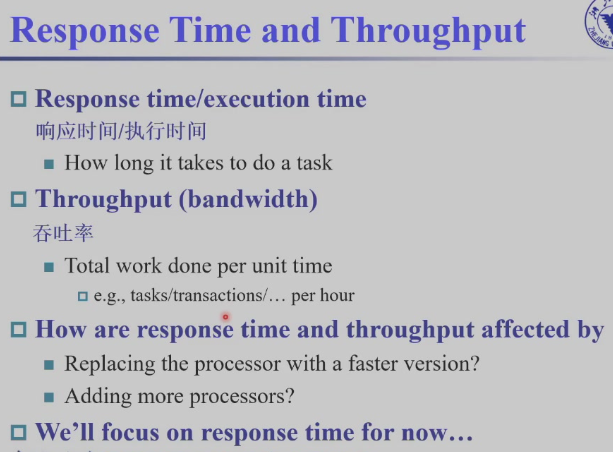 Response Time and Throughput
Response time/execution time
响应时间/执行时间
How long it takes to do a task
Throughput (bandwidth)
吞吐率
Total work done per unit time
e.g., tasks/transactions/… per hour
How are response time and throughput affected by
Replacing the processor with a faster version?
Adding more processors?
We'll focus on response time for now…